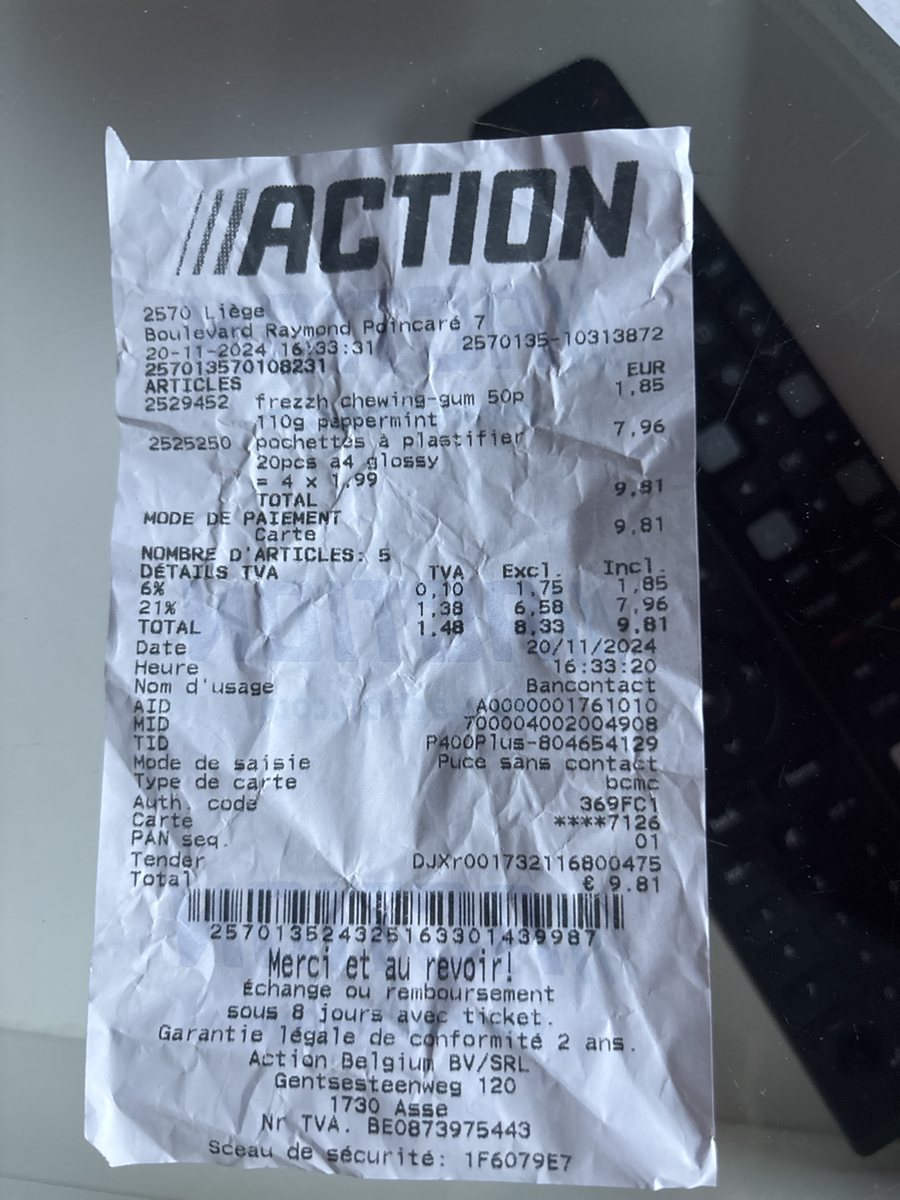 ACTION
2570 Liège
Boulevard Raymond Poincaré 7
20-11-2024 16:33:31 2570135-10313872
257013570108231
ARTICLES EUR
2529452 frezzh chewing-gum 50p 1,85
110g peppermint
2525250 pochettes à plastifier 7,96
20pcs a4 glossy
= 4 x 1,99
TOTAL 9,81
MODE DE PAIEMENT
Carte 9,81
NOMBRE D'ARTICLES: 5
DÉTAILS TVA TVA Excl. Incl.
6% 0,10 1,75 1,85
21% 1,38 6,58 7,96
TOTAL 1,48 8,33 9,81
Date 20/11/2024
Heure 16:33:20
Nom d'usage Bancontact
AID A0000001761010
MID 700004002004908
TID P400Plus-804654129
Mode de saisie Puce sans contact
Type de carte bcmc
Auth. code 369FC1
Carte ****7126
PAN seq. 01
Tender DJXr001732116800475
Total € 9.81
257013524325163301439987
Merci et au revoir!
Échange ou remboursement
sous 8 jours avec ticket.
Garantie légale de conformité 2 ans.
Action Belgium BV/SRL
Gentsesteenweg 120
1730 Asse
Nr TVA. BE0873975443
Sceau de sécurité: 1F6079E7